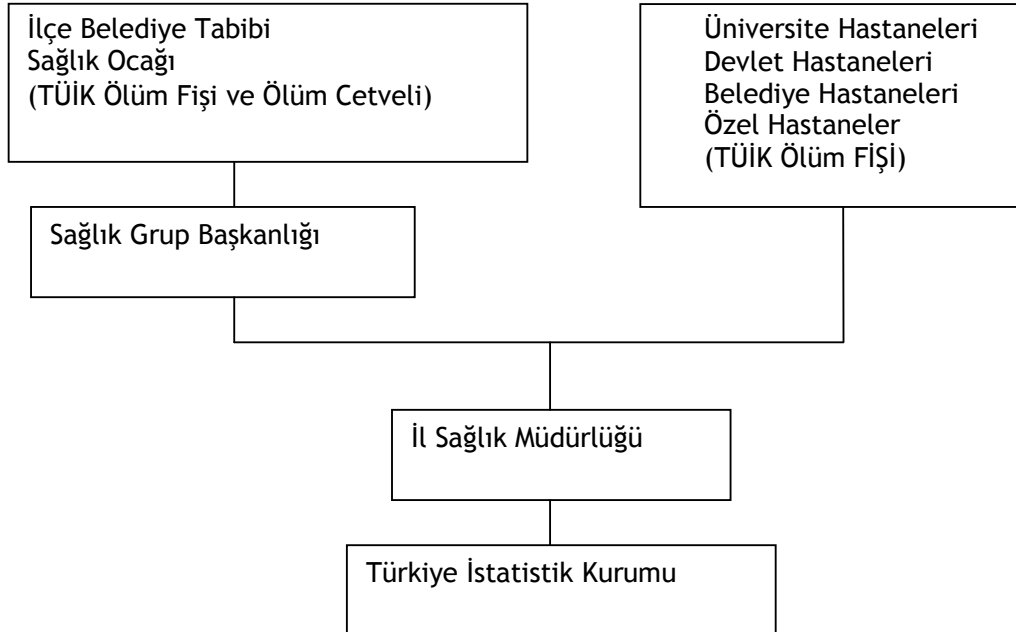 İlçe Belediye Tabibi
Sağlık Ocağı
(TÜİK Ölüm Fişi ve Ölüm Cetveli)
Üniversite Hastaneleri
Devlet Hastaneleri
Belediye Hastaneleri
Özel Hastaneler
(TÜİK Ölüm FİŞİ)
Sağlık Grup Başkanlığı
İl Sağlık Müdürlüğü
Türkiye İstatistik Kurumu